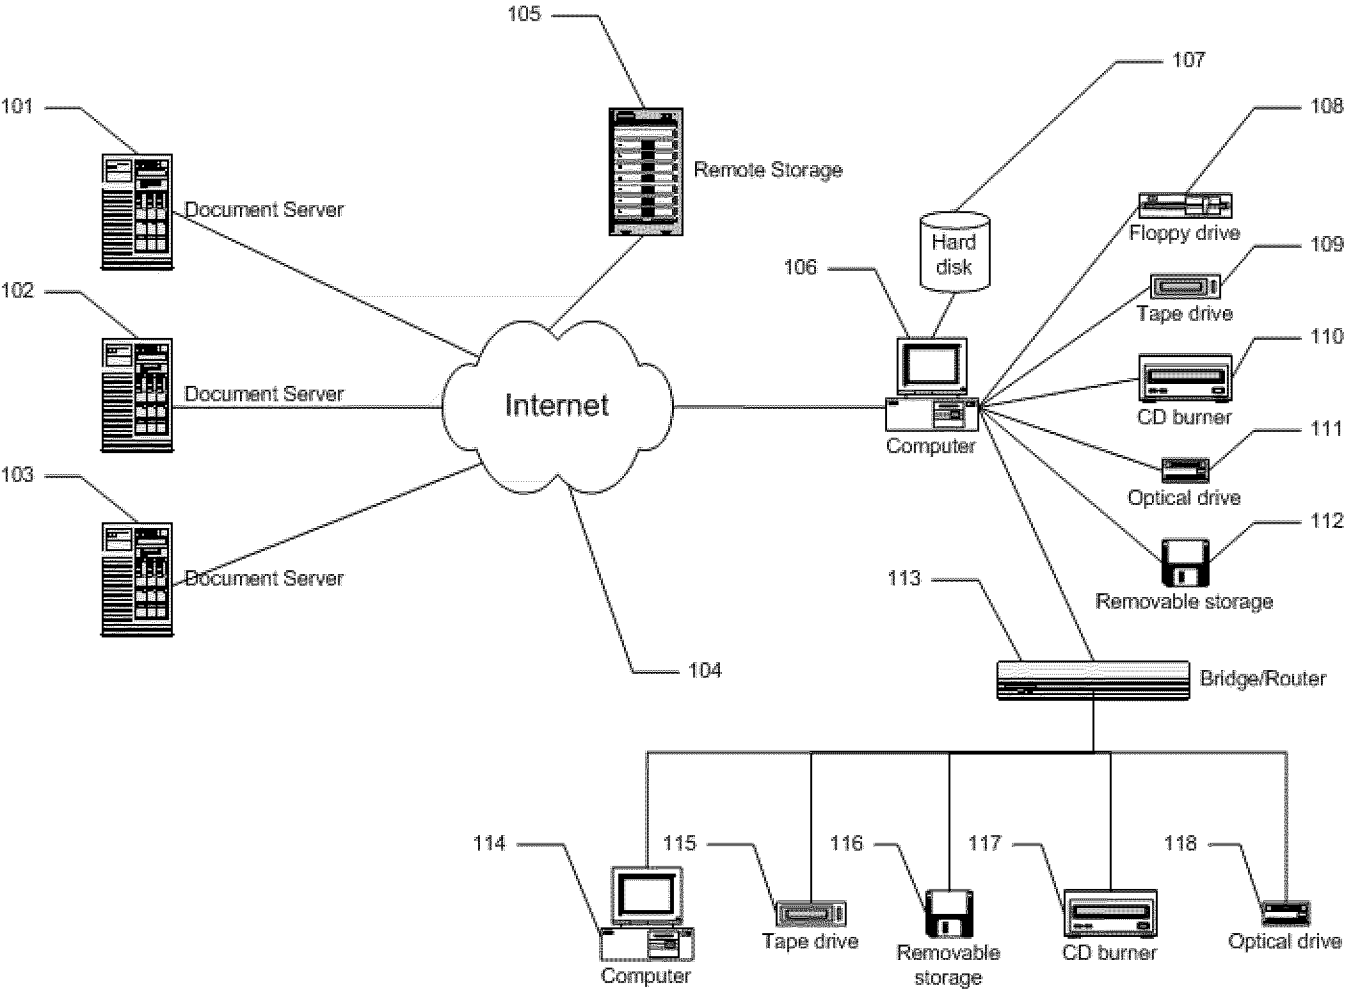 105
107
101
108
Remote Storage
Document Server
Floppy drive
Hard
disk
109
106
102
Tape drive
110
Document Server
Internet
CD burner
111
Computer
103
Optical drive
112
Document Server
113
Removable storage
104
Bridge/Router
114
115
116
117
118
Tape drive
Removable
storage
CD burner
Optical drive
Computer